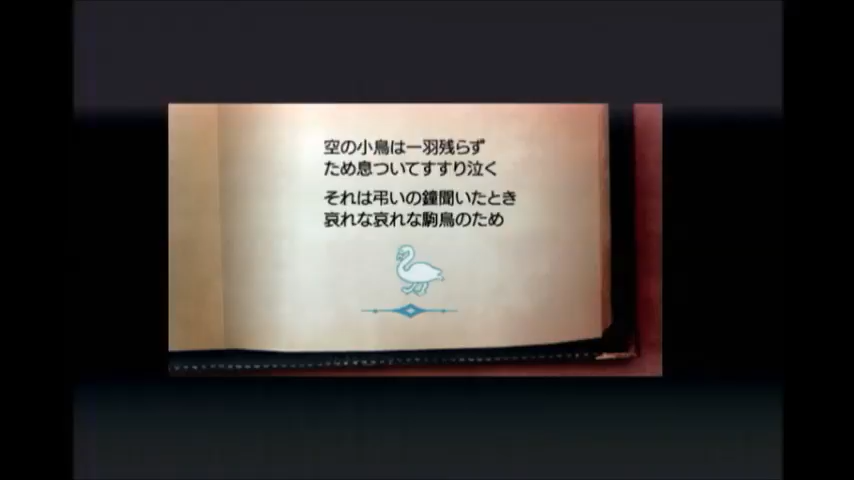 空の小鳥は一羽残らず
ため息ついてすすり泣く
それは弔いの鐘聞いたとき
哀れな哀れな駒鳥のため